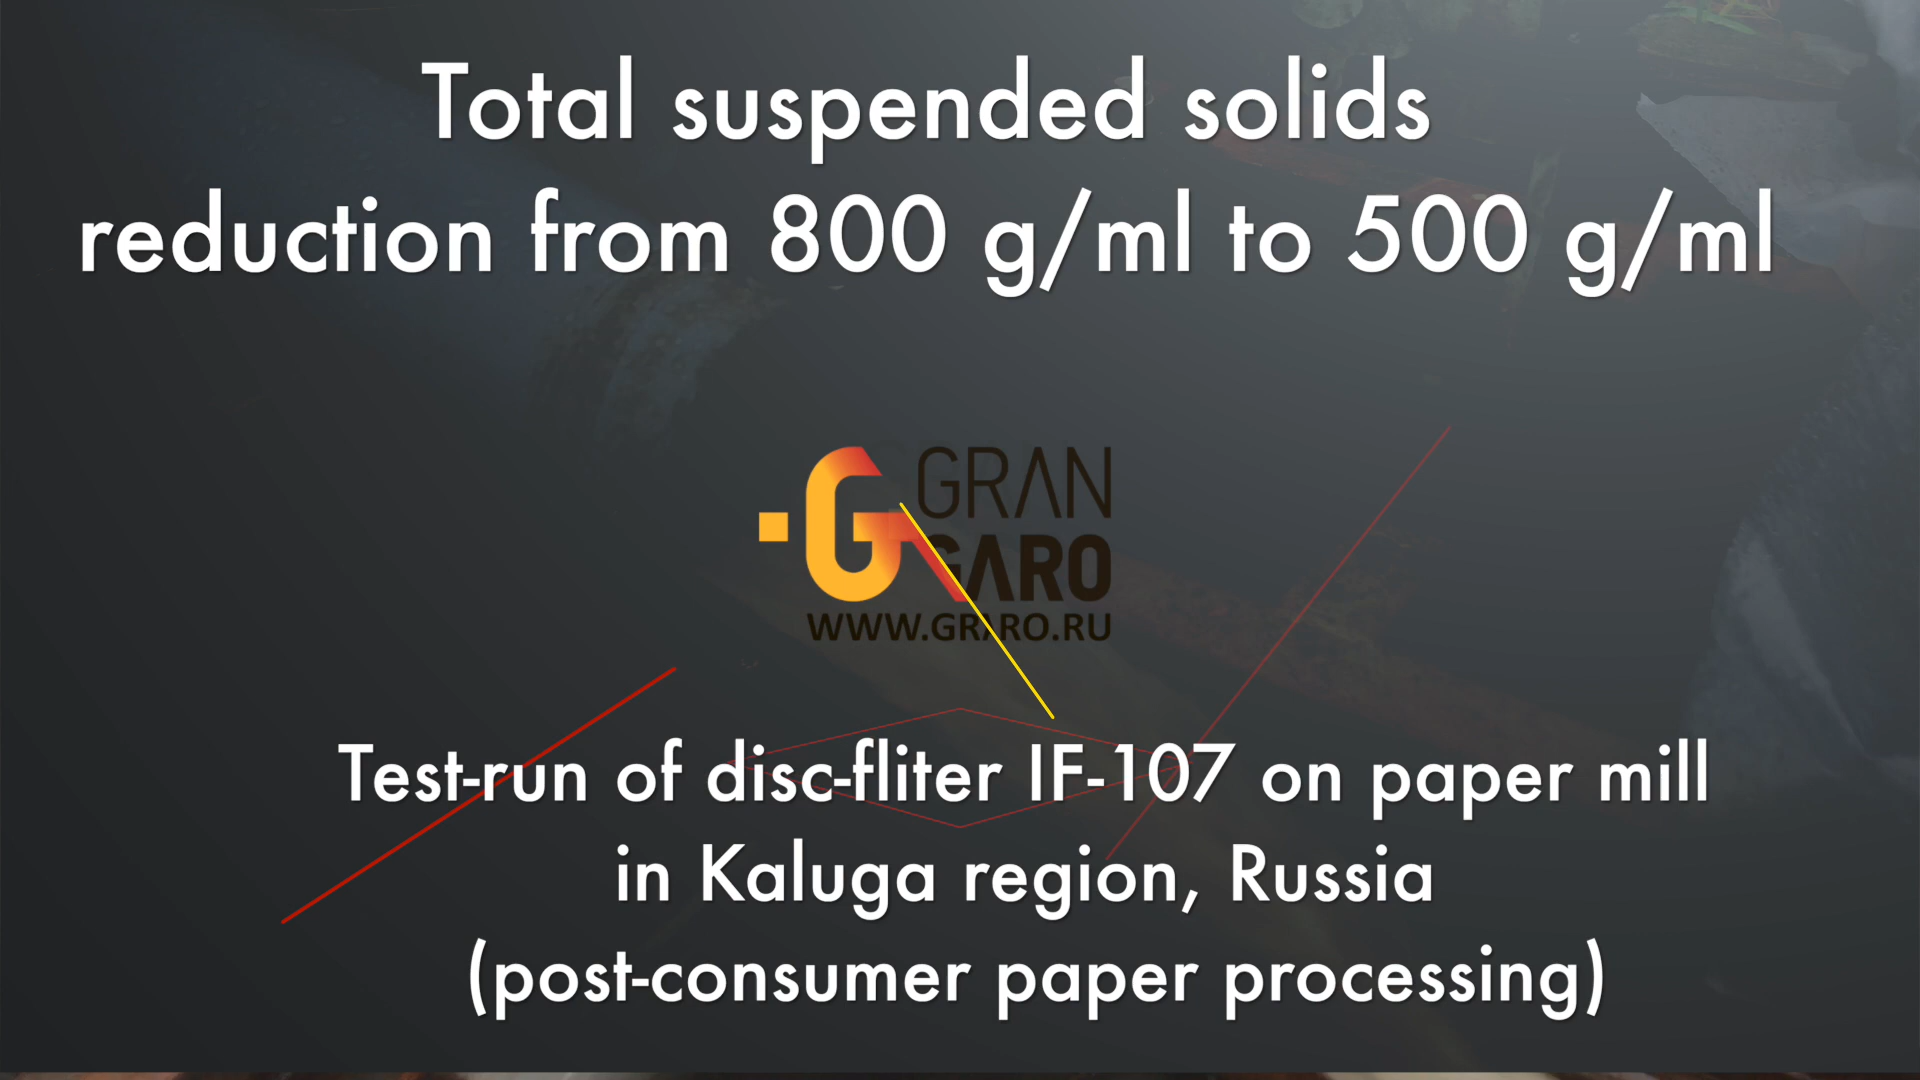 Total suspended solids
reduction from 800 g/ml to 500 g/ml
GRAN
GARO
WWW.GRARO.RU
Test-run of disc-fliter IF-107 on paper mill
in Kaluga region, Russia
(post-consumer paper processing)